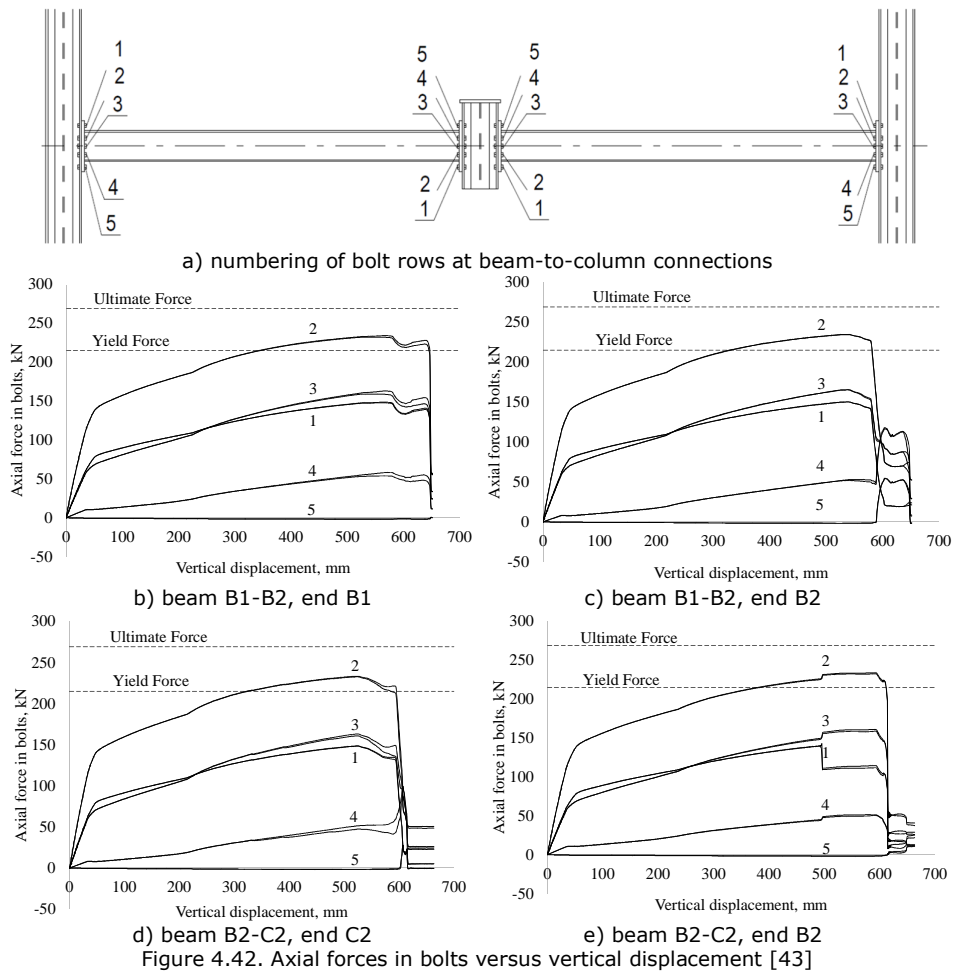 1
2
3
4
5
5
4
3
2
1
5
4
3
2
1
1
2
3
4
5
a) numbering of bolt rows at beam-to-column connections
300
250
200
150
100
50
0
-50
Axial force in bolts, kN
Ultimate Force
Yield Force
2
3
1
4
5
0 100 200 300 400 500 600 700
Vertical displacement, mm
b) beam B1-B2, end B1
300
250
200
150
100
50
0
-50
Axial force in bolts, kN
Ultimate Force
Yield Force
2
3
1
4
5
0 100 200 300 400 500 600 700
Vertical displacement, mm
c) beam B1-B2, end B2
300
250
200
150
100
50
0
-50
Axial force in bolts, kN
Ultimate Force
Yield Force
2
3
1
4
5
0 100 200 300 400 500 600 700
Vertical displacement, mm
d) beam B2-C2, end C2
300
250
200
150
100
50
0
-50
Axial force in bolts, kN
Ultimate Force
Yield Force
2
3
1
4
5
0 100 200 300 400 500 600 700
Vertical displacement, mm
e) beam B2-C2, end B2
Figure 4.42. Axial forces in bolts versus vertical displacement [43]